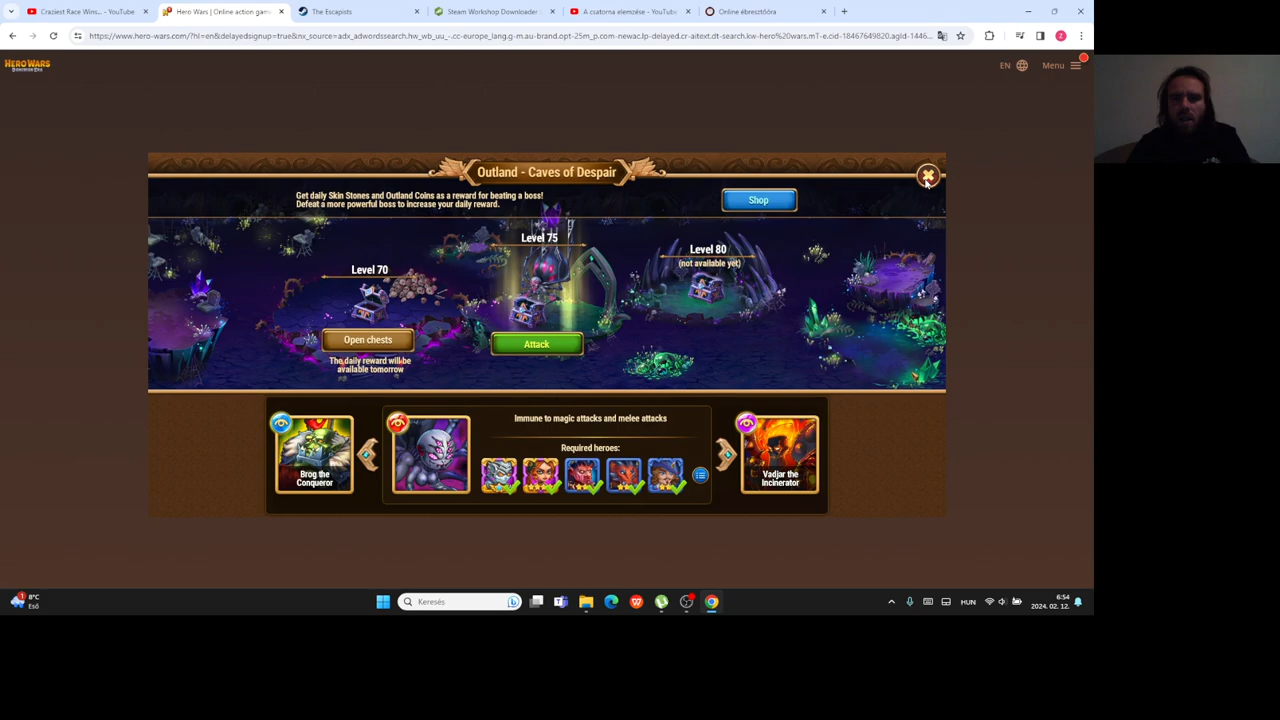 Craziest Race Wins... - YouTube
Hero Wars | Online action gam
The Escapists
Steam Workshop Downloader :
A csatorna elemzése - YouTube
Online ébresztőóra
HERO WARS
DOMINION ERA
EN
Menu
Outland - Caves of Despair
Get daily Skin Stones and Outland Coins as a reward for beating a boss!
Defeat a more powerful boss to increase your daily reward.
Shop
Level 70
Level 75
Level 80
(not available yet)
Open chests
Attack
The daily reward will be
available tomorrow
Immune to magic attacks and melee attacks
Required heroes:
Brog the
Conqueror
Vadjar the
Incinerator
1
8°C
Eső
Keresés
HUN
6:54
2024. 02. 12.